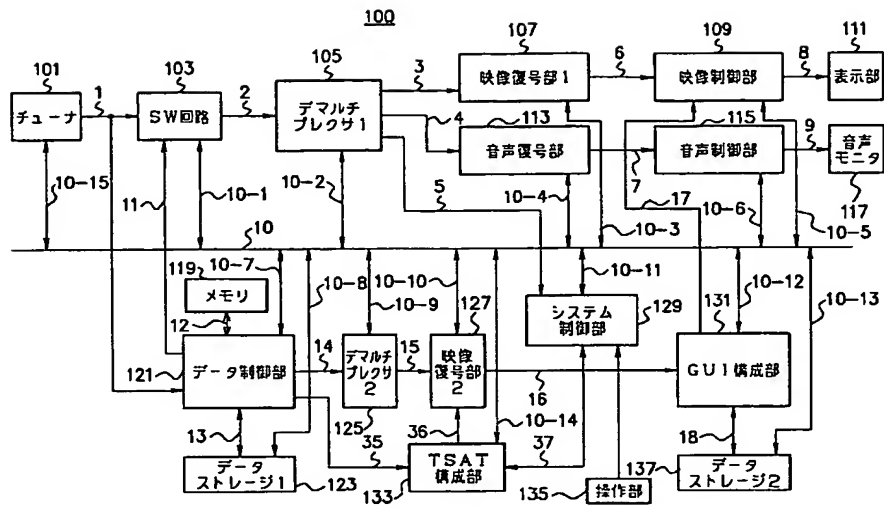 100
101
103
105
107
109
111
チューナ
1
SW回路
2
デマルチ
プレクサ1
3
映像復号部1
6
映像制御部
8
表示部
4
113
115
音声復号部
7
音声制御部
9
音声
モニタ
117
10-15
11
10-1
10-2
5
10-4
17
10-6
10-3
10-5
10
119
10-7
10-8
10-10
10-9
127
10-11
10-12
10-13
131
メモリ
12
システム
制御部
129
121
データ制御部
14
デマルチ
プレクサ
2
15
映像
復号部
2
16
GUI構成部
125
13
35
36
10-14
37
18
データ
ストレージ1
123
TSAT
構成部
133
135
操作部
137
データ
ストレージ2